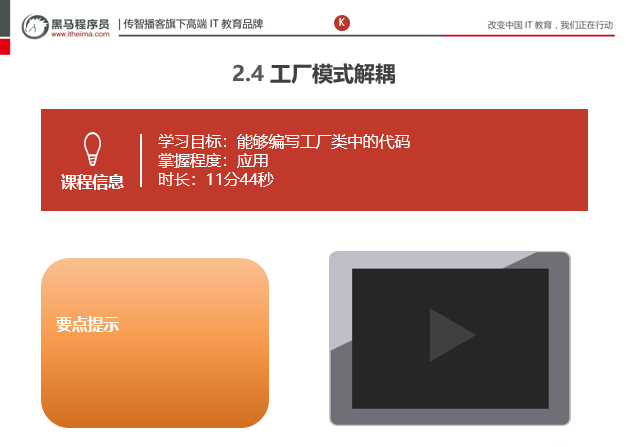 黑马程序员
www.itheima.com
传智播客旗下高端 IT 教育品牌
K
改变中国 IT 教育，我们正在行动
2.4 工厂模式解耦
课程信息
学习目标：能够编写工厂类中的代码
掌握程度：应用
时长：11分44秒
要点提示